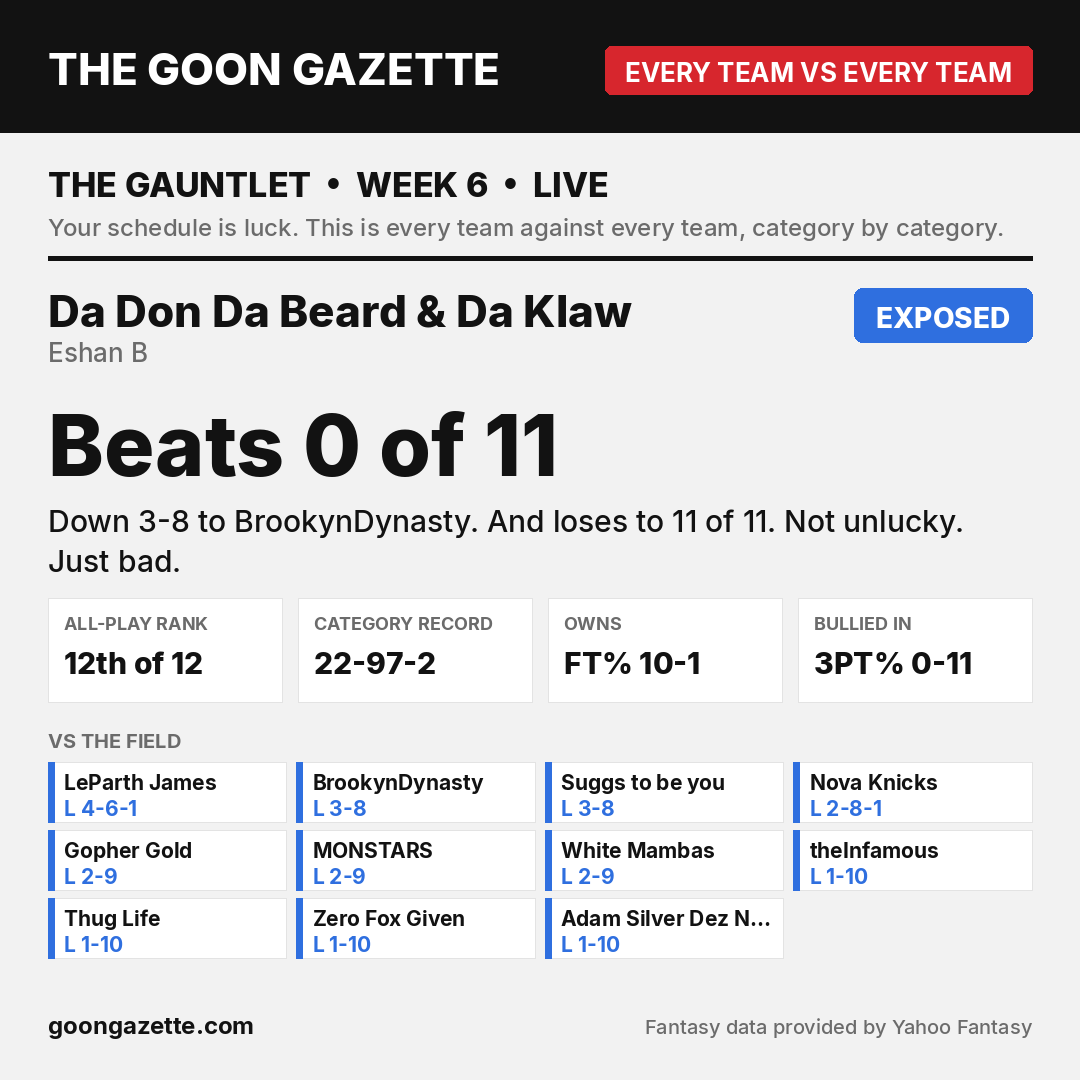 THE GOON GAZETTE
EVERY TEAM VS EVERY TEAM
THE GAUNTLET • WEEK 6 • LIVE
Your schedule is luck. This is every team against every team, category by category.
Da Don Da Beard & Da Klaw
EXPOSED
Eshan B
Beats 0 of 11
Down 3-8 to BrookynDynasty. And loses to 11 of 11. Not unlucky.
Just bad.
ALL-PLAY RANK
12th of 12
CATEGORY RECORD
22-97-2
OWNS
FT% 10-1
BULLIED IN
3PT% 0-11
VS THE FIELD
LeParth James
L 4-6-1
BrookynDynasty
L 3-8
Suggs to be you
L 3-8
Nova Knicks
L 2-8-1
Gopher Gold
L 2-9
MONSTARS
L 2-9
White Mambas
L 2-9
theInfamous
L 1-10
Thug Life
L 1-10
Zero Fox Given
L 1-10
Adam Silver Dez N...
L 1-10
goongazette.com
Fantasy data provided by Yahoo Fantasy